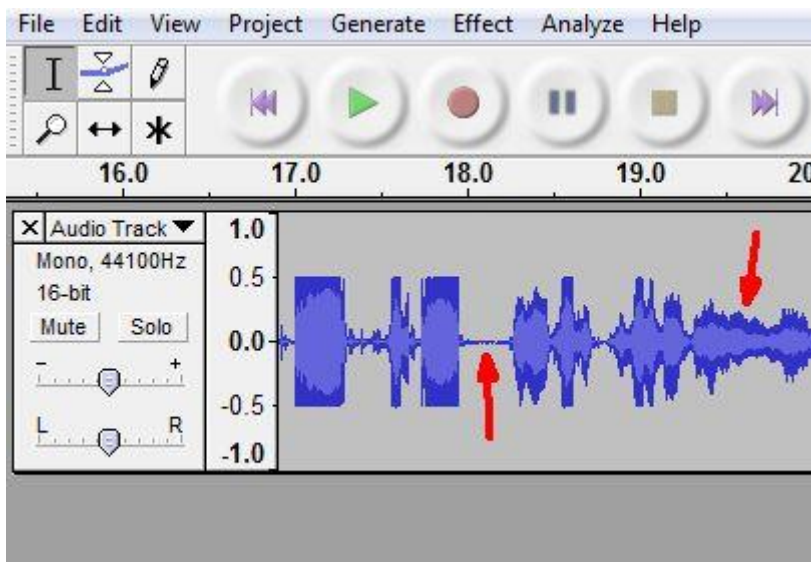 File Edit View Project Generate Effect Analyze Help
16.0 17.0 18.0 19.0 20
X Audio Track
Mono, 44100Hz
16-bit
Mute Solo
- +
L R
1.0
0.5
0.0
-0.5
-1.0